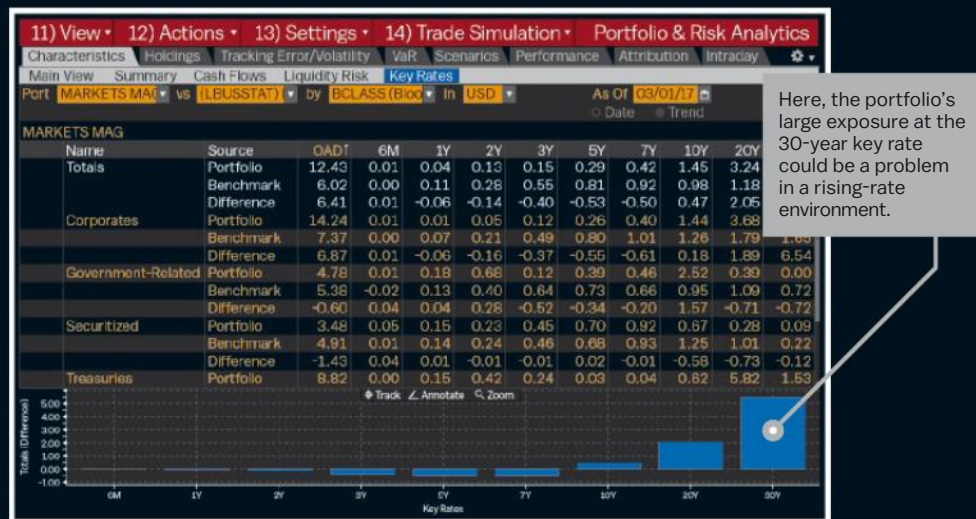 11) View 12) Actions 13) Settings 14) Trade Simulation Portfolio & Risk Analytics
Characteristics Holdings Tracking Error/Volatility VaR Scenarios Performance Attribution Intraday
Main View Summary Cash Flows Liquidity Risk Key Rates
Port MARKETS MAG vs (LBUSSTAT) by BCLASS (Bloo In USD As Of 03/01/17
Date Trend
MARKETS MAG
Name Source OAD↑ 6M 1Y 2Y 3Y 5Y 7Y 10Y 20Y
Totals Portfolio 12.43 0.01 0.04 0.13 0.15 0.29 0.42 1.45 3.24
Benchmark 6.02 0.00 0.11 0.28 0.55 0.81 0.92 0.98 1.18
Difference 6.41 0.01 -0.06 -0.14 -0.40 -0.53 -0.50 0.47 2.05
Corporates Portfolio 14.24 0.01 0.01 0.05 0.12 0.26 0.40 1.44 3.68
Benchmark 7.37 0.00 0.07 0.21 0.49 0.80 1.01 1.26 1.79 1.65
Difference 6.87 0.01 -0.06 -0.16 -0.37 -0.55 -0.61 0.18 1.89 6.54
Government-Related Portfolio 4.78 0.01 0.18 0.68 0.12 0.39 0.46 2.52 0.39 0.00
Benchmark 5.38 -0.02 0.13 0.40 0.64 0.73 0.66 0.95 1.09 0.72
Difference -0.60 0.04 0.04 0.28 -0.52 -0.34 -0.20 1.57 -0.71 -0.72
Securitized Portfolio 3.48 0.05 0.15 0.23 0.45 0.70 0.92 0.67 0.28 0.09
Benchmark 4.91 0.01 0.14 0.24 0.46 0.68 0.93 1.25 1.01 0.22
Difference -1.43 0.04 0.01 -0.01 -0.01 0.02 -0.01 -0.58 -0.73 -0.12
Treasuries Portfolio 8.82 0.00 0.15 0.42 0.24 0.03 0.04 0.62 5.82 1.53
Track Annotate Zoom
Totals (Difference)
5.00
4.00
3.00
2.00
1.00
0.00
-1.00
6M 1Y 2Y 3Y 5Y 7Y 10Y 20Y 30Y
Key Rates
Here, the portfolio's
large exposure at the
30-year key rate
could be a problem
in a rising-rate
environment.